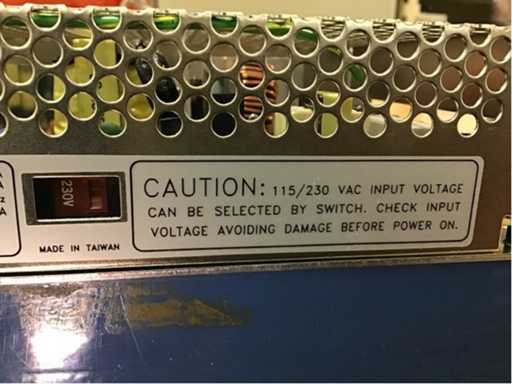 A
A
z
A
230V
CAUTION: 115/230 VAC INPUT VOLTAGE
CAN BE SELECTED BY SWITCH. CHECK INPUT
VOLTAGE AVOIDING DAMAGE BEFORE POWER ON.
MADE IN TAIWAN